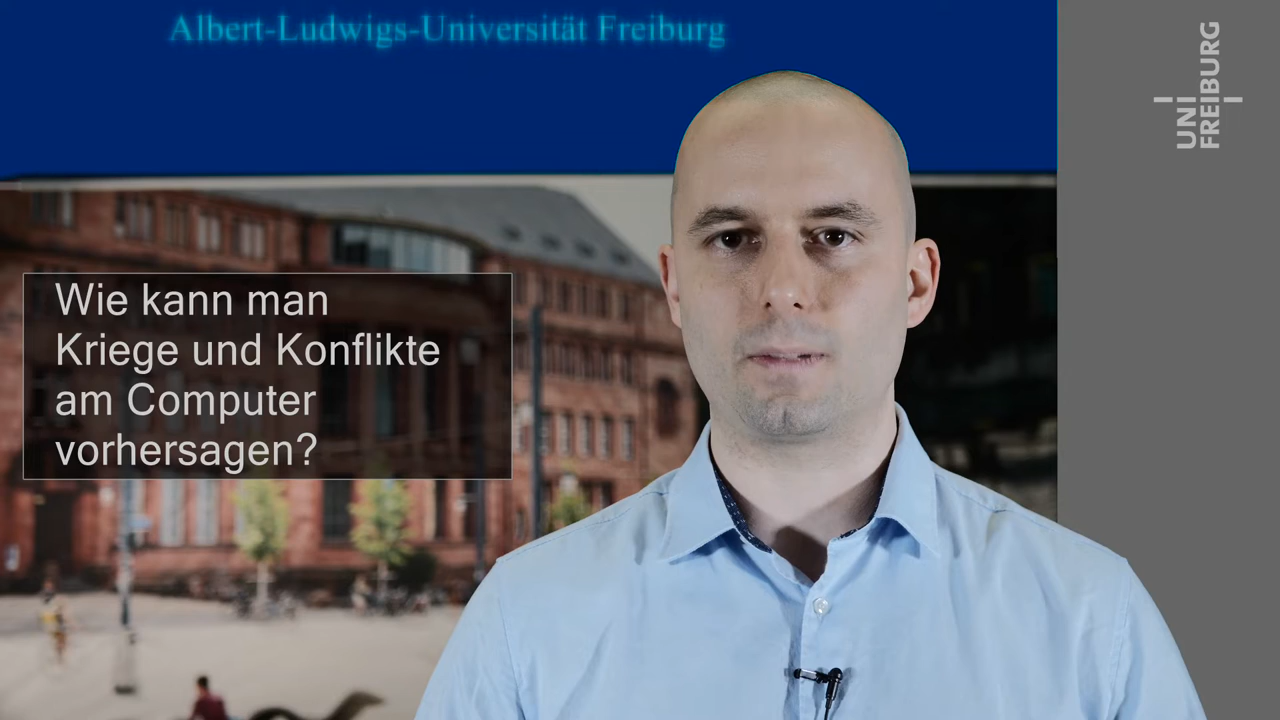 Albert-Ludwigs-Universität Freiburg
UNI
FREIBURG
Wie kann man
Kriege und Konflikte
am Computer
vorhersagen?